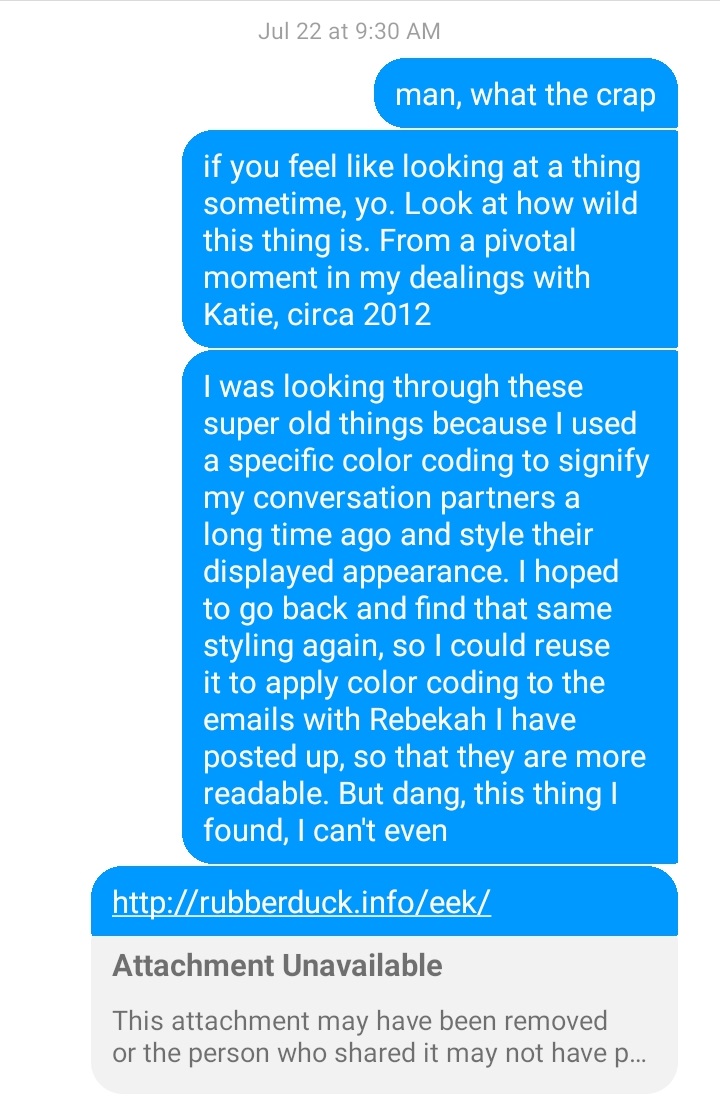 Jul 22 at 9:30 AM
man, what the crap
if you feel like looking at a thing
sometime, yo. Look at how wild
this thing is. From a pivotal
moment in my dealings with
Katie, circa 2012
I was looking through these
super old things because I used
a specific color coding to signify
my conversation partners a
long time ago and style their
displayed appearance. I hoped
to go back and find that same
styling again, so I could reuse
it to apply color coding to the
emails with Rebekah I have
posted up, so that they are more
readable. But dang, this thing I
found, I can't even
http://rubberduck.info/eek/
Attachment Unavailable
This attachment may have been removed
or the person who shared it may not have p...